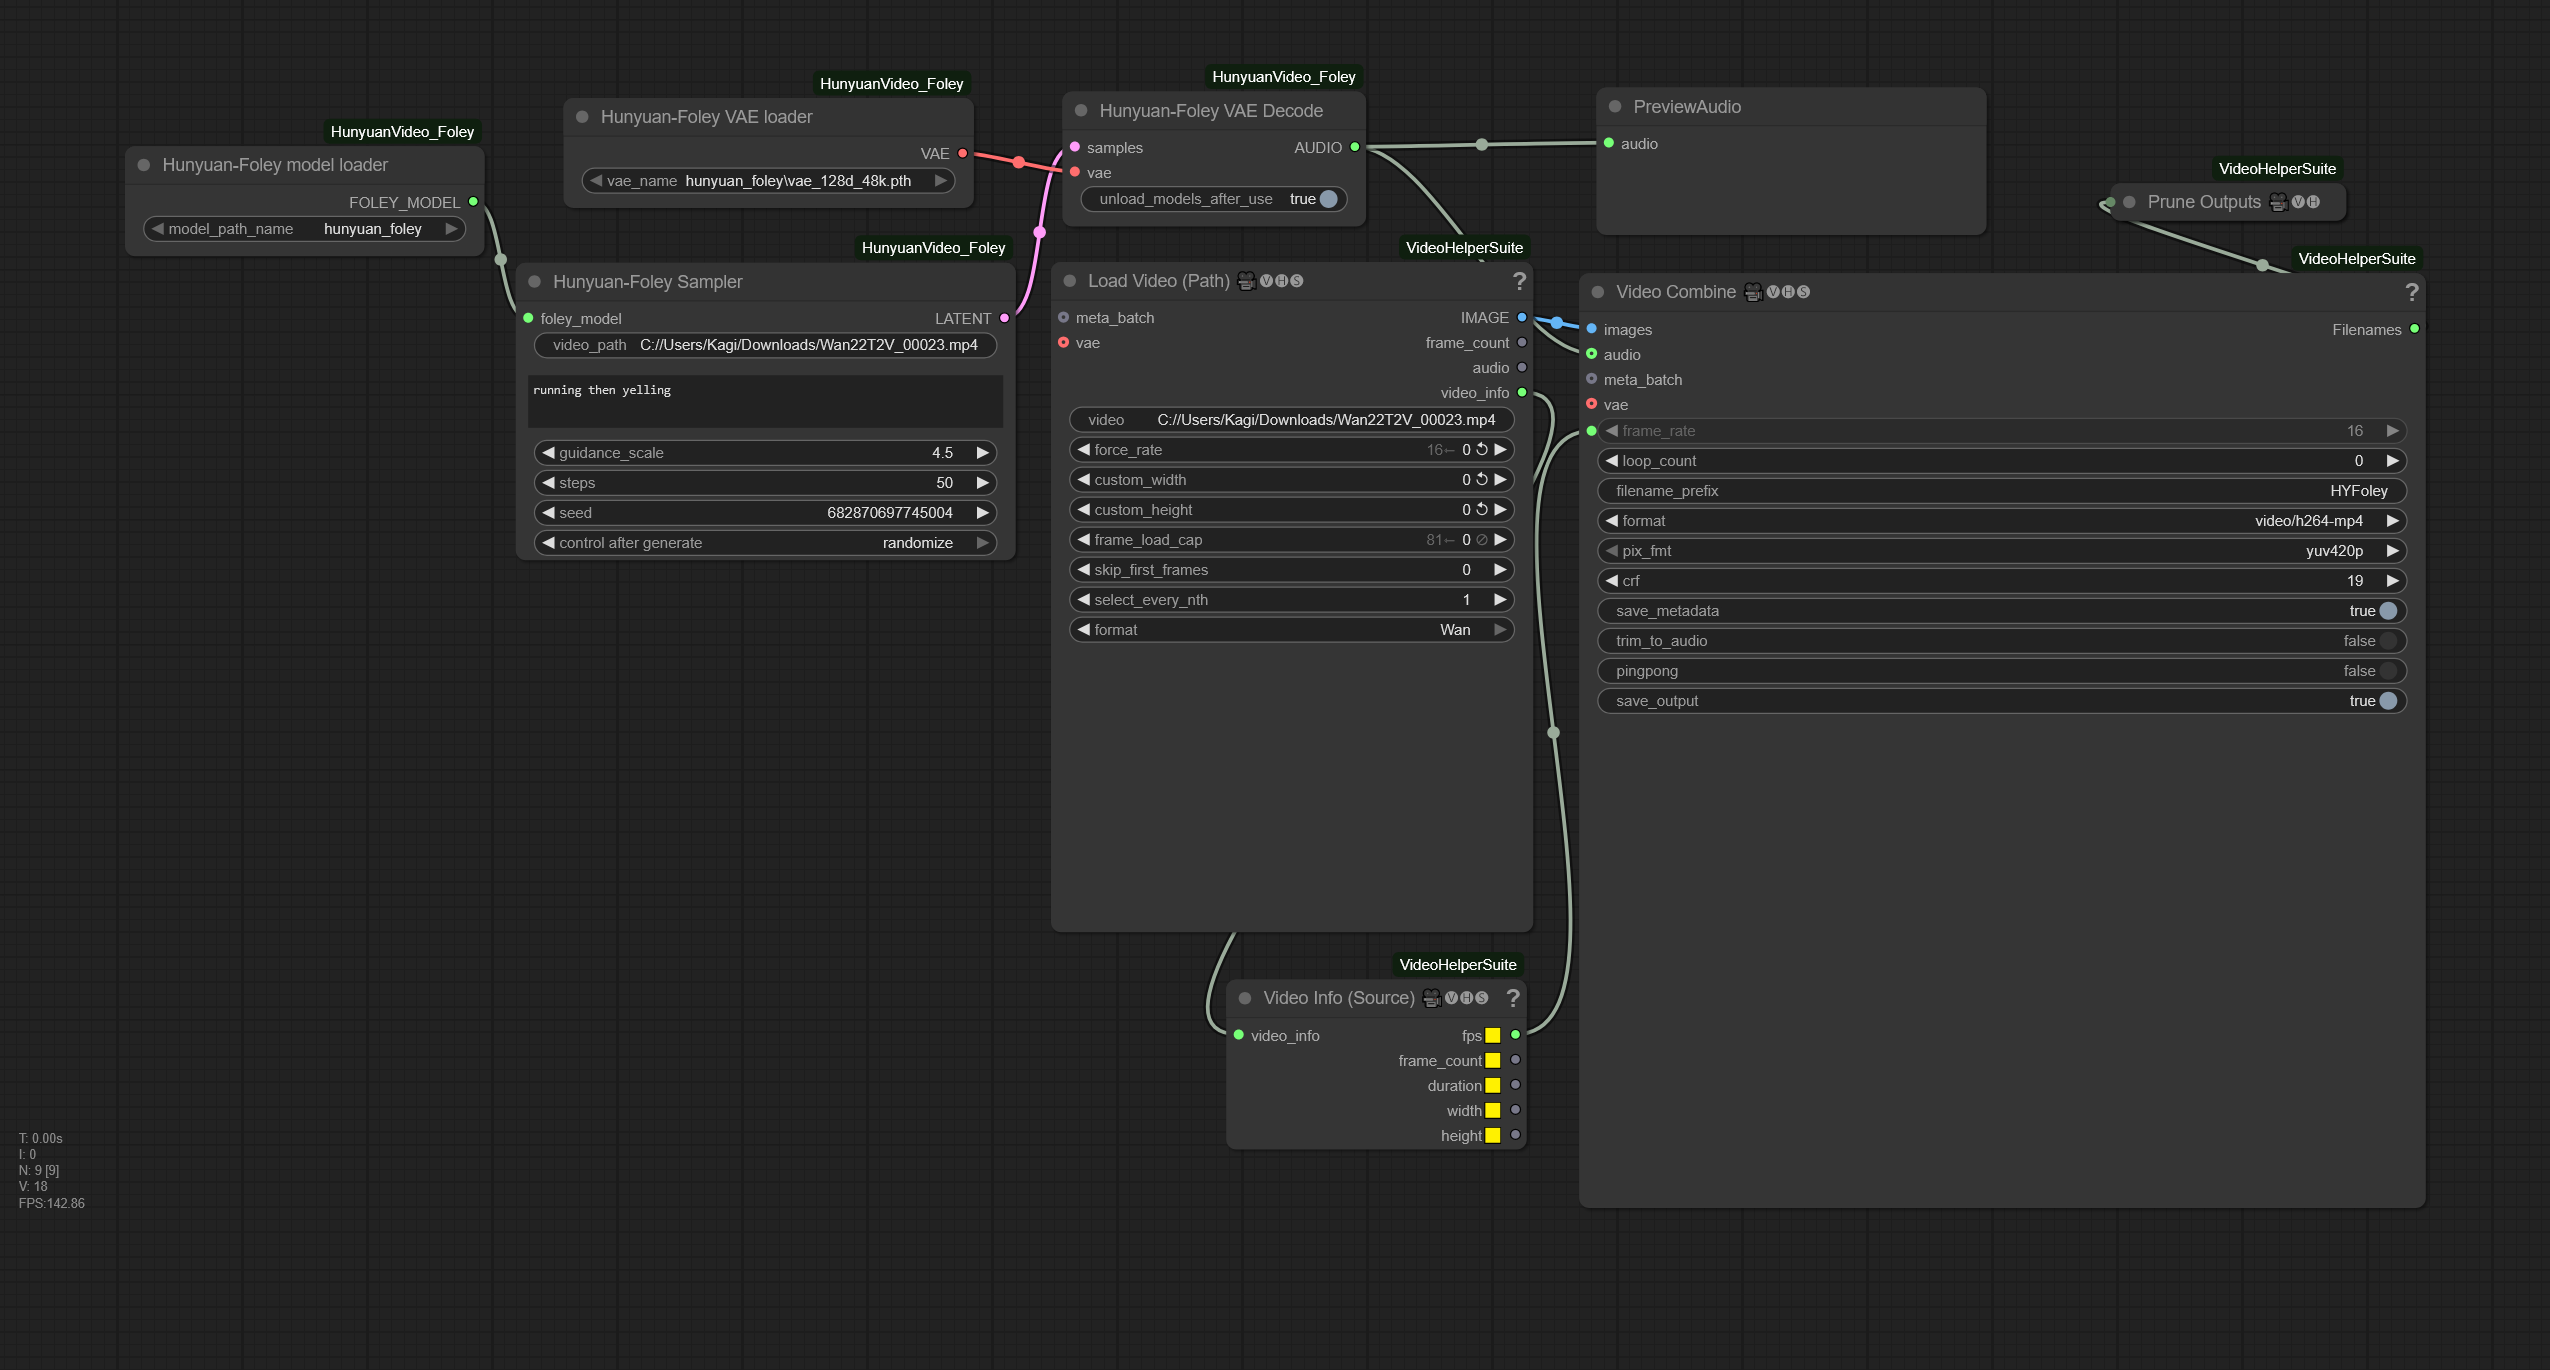 HunyuanVideo_Foley
Hunyuan-Foley model loader
FOLEY_MODEL
model_path_name hunyuan_foley
HunyuanVideo_Foley
Hunyuan-Foley VAE loader
VAE
vae_name hunyuan_foley\vae_128d_48k.pth
HunyuanVideo_Foley
Hunyuan-Foley Sampler
foley_model LATENT
video_path C://Users/Kagi/Downloads/Wan22T2V_00023.mp4
running then yelling
guidance_scale 4.5
steps 50
seed 682870697745004
control after generate randomize
HunyuanVideo_Foley
Hunyuan-Foley VAE Decode
samples AUDIO
vae
unload_models_after_use true
VideoHelperSuite
Load Video (Path) 🎥🅥🅗🅢 ?
meta_batch IMAGE
vae frame_count
audio
video_info
video C://Users/Kagi/Downloads/Wan22T2V_00023.mp4
force_rate 16← 0
custom_width 0
custom_height 0
frame_load_cap 81← 0
skip_first_frames 0
select_every_nth 1
format Wan
VideoHelperSuite
Video Info (Source) 🎥🅥🅗🅢 ?
video_info fps🟨
frame_count🟨
duration🟨
width🟨
height🟨
PreviewAudio
audio
VideoHelperSuite
Prune Outputs 🎥🅥🅗
VideoHelperSuite
Video Combine 🎥🅥🅗🅢 ?
images Filenames
audio
meta_batch
vae
frame_rate 16
loop_count 0
filename_prefix HYFoley
format video/h264-mp4
pix_fmt yuv420p
crf 19
save_metadata true
trim_to_audio false
pingpong false
save_output true
T: 0.00s
I: 0
N: 9 [9]
V: 18
FPS:142.86